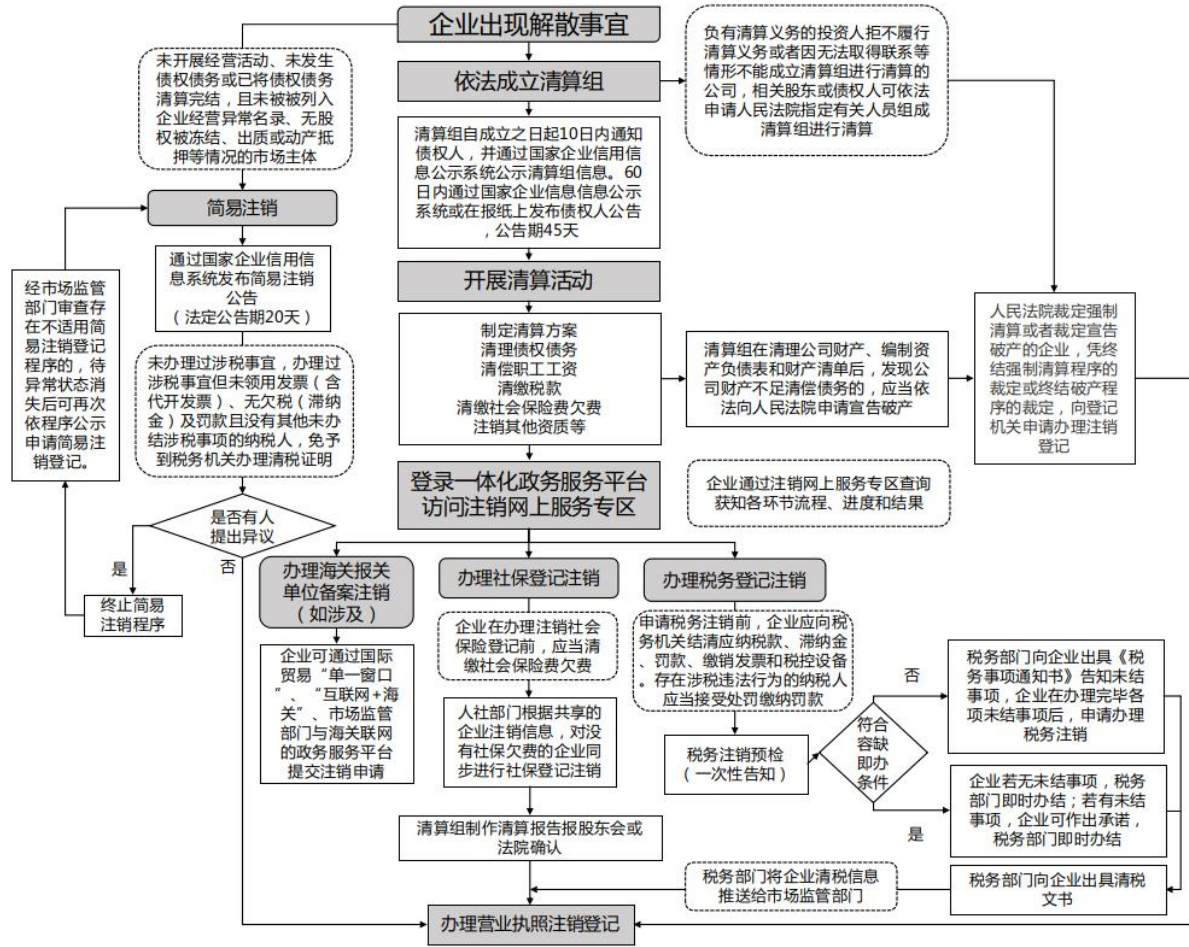 企业出现解散事宜
未开展经营活动、未发生
债权债务或已将债权债务
清算完结，且未被被列入
企业经营异常名录、无股
权被冻结、出质或动产抵
押等情况的市场主体
依法成立清算组
负有清算义务的投资人拒不履行
清算义务或者因无法取得联系等
情形不能成立清算组进行清算的
公司，相关股东或债权人可依法
申请人民法院指定有关人员组成
清算组进行清算
清算组自成立之日起10日内通知
债权人，并通过国家企业信用信
息公示系统公示清算组信息。60
日内通过国家企业信息信息公示
系统或在报纸上发布债权人公告
，公告期45天
简易注销
通过国家企业信用信
息系统发布简易注销
公告
（法定公告期20天）
经市场监管
部门审查存
在不适用简
易注销登记
程序的，待
异常状态消
失后可再次
依程序公示
申请简易注
销登记。
开展清算活动
制定清算方案
清理债权债务
清偿职工工资
清缴税款
清缴社会保险费欠费
注销其他资质等
清算组在清理公司财产、编制资
产负债表和财产清单后，发现公
司财产不足清偿债务的，应当依
法向人民法院申请宣告破产
人民法院裁定强制
清算或者裁定宣告
破产的企业，凭终
结强制清算程序的
裁定或终结破产程
序的裁定，向登记
机关申请办理注销
登记
未办理过涉税事宜，办理过
涉税事宜但未领用发票（含
代开发票）、无欠税（滞纳
金）及罚款且没有其他未办
结涉税事项的纳税人，免予
到税务机关办理清税证明
登录一体化政务服务平台
访问注销网上服务专区
企业通过注销网上服务专区查询
获知各环节流程、进度和结果
是否有人
提出异议
是
否
终止简易
注销程序
办理海关报关
单位备案注销
（如涉及）
企业可通过国际
贸易“单一窗口
”、“互联网+海
关”、市场监管
部门与海关联网
的政务服务平台
提交注销申请
办理社保登记注销
企业在办理注销社会
保险登记前，应当清
缴社会保险费欠费
人社部门根据共享的
企业注销信息，对没
有社保欠费的企业同
步进行社保登记注销
办理税务登记注销
申请税务注销前，企业应向税
务机关结清应纳税款、滞纳金
、罚款、缴销发票和税控设备
。存在涉税违法行为的纳税人
应当接受处罚缴纳罚款
税务注销预检
（一次性告知）
符合
容缺
即办
条件
否
税务部门向企业出具《税
务事项通知书》告知未结
事项，企业在办理完毕各
项未结事项后，申请办理
税务注销
是
企业若无未结事项，税务
部门即时办结；若有未结
事项，企业可作出承诺，
税务部门即时办结
清算组制作清算报告报股东会或
法院确认
税务部门将企业清税信息
推送给市场监管部门
税务部门向企业出具清税
文书
办理营业执照注销登记